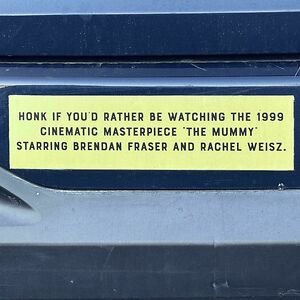 HONK IF YOU'D RATHER BE WATCHING THE 1999
CINEMATIC MASTERPIECE 'THE MUMMY'
STARRING BRENDAN FRASER AND RACHEL WEISZ.